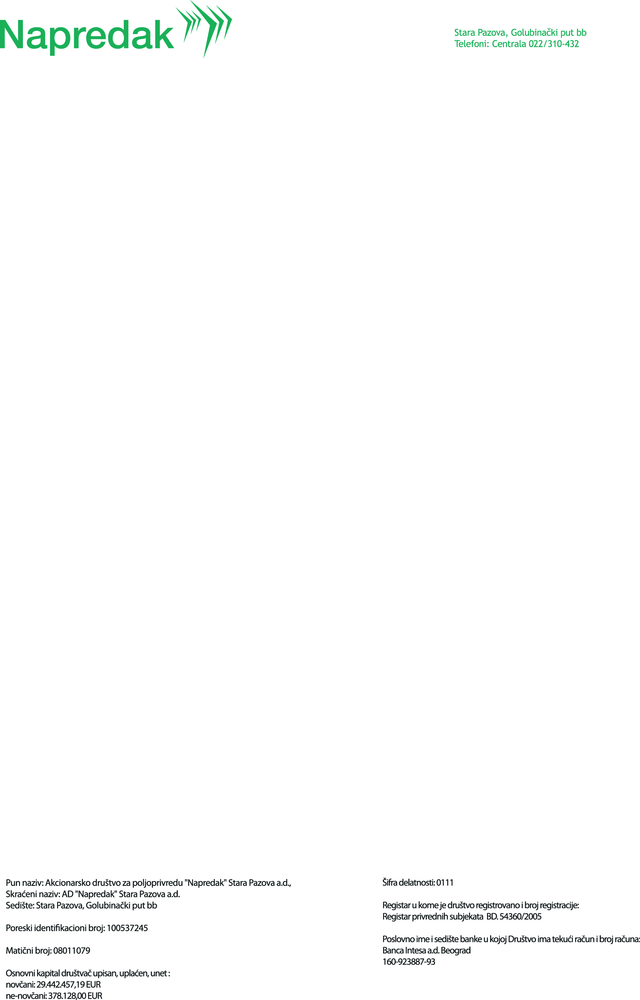 Napredak
Stara Pazova, Golubinački put bb
Telefoni: Centrala 022/310-432
Pun naziv: Akcionarsko društvo za poljoprivredu "Napredak" Stara Pazova a.d.,
Skraćeni naziv: AD "Napredak" Stara Pazova a.d.
Sedište: Stara Pazova, Golubinački put bb
Poreski identifikacioni broj: 100537245
Matični broj: 08011079
Osnovni kapital društvač upisan, uplaćen, unet :
novčani: 29.442.457,19 EUR
ne-novčani: 378.128,00 EUR
Šifra delatnosti: 0111
Registar u kome je društvo registrovano i broj registracije:
Registar privrednih subjekata  BD. 54360/2005
Poslovno ime i sedište banke u kojoj Društvo ima tekući račun i broj računa:
Banca Intesa a.d. Beograd
160-923887-93